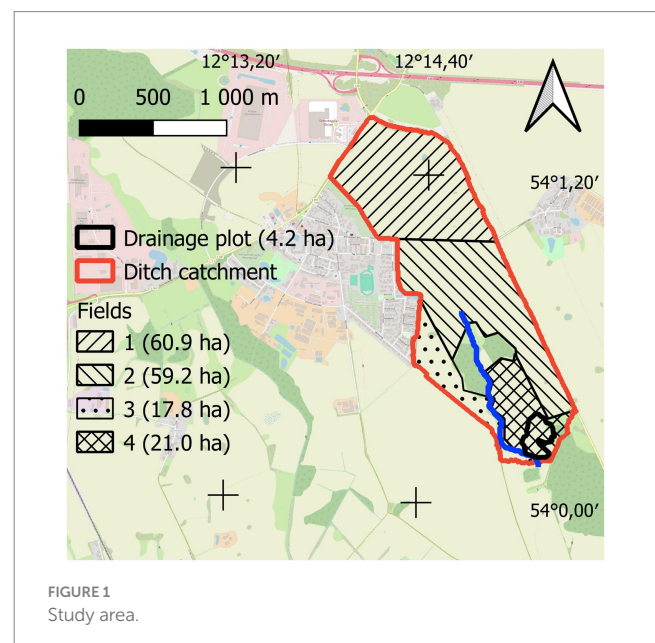 12°13,20′ 12°14,40′
0 500 1 000 m
54°1,20′
Drainage plot (4.2 ha)
Ditch catchment
Fields
1 (60.9 ha)
2 (59.2 ha)
3 (17.8 ha)
4 (21.0 ha)
54°0,00′
FIGURE 1
Study area.